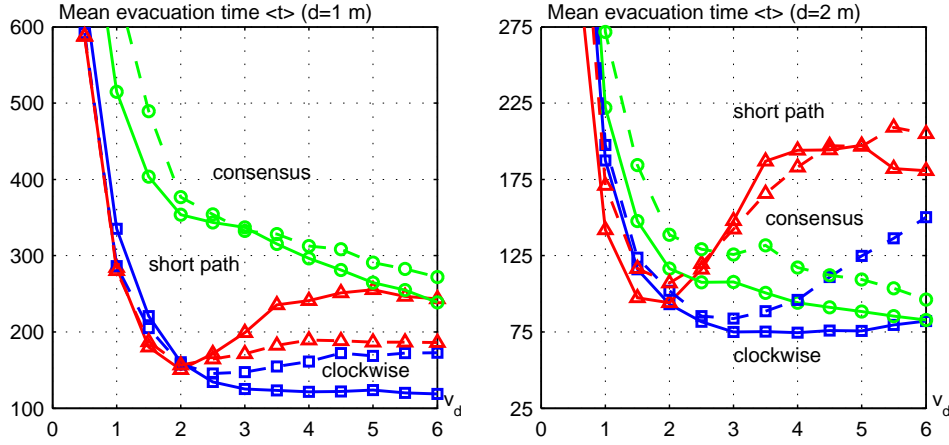 Mean evacuation time <t> (d=1 m)
600
500
400
300
200
100
0
1
2
3
4
5
6
v_d
consensus
short path
clockwise
Mean evacuation time <t> (d=2 m)
275
225
175
125
75
25
0
1
2
3
4
5
6
v_d
short path
consensus
clockwise